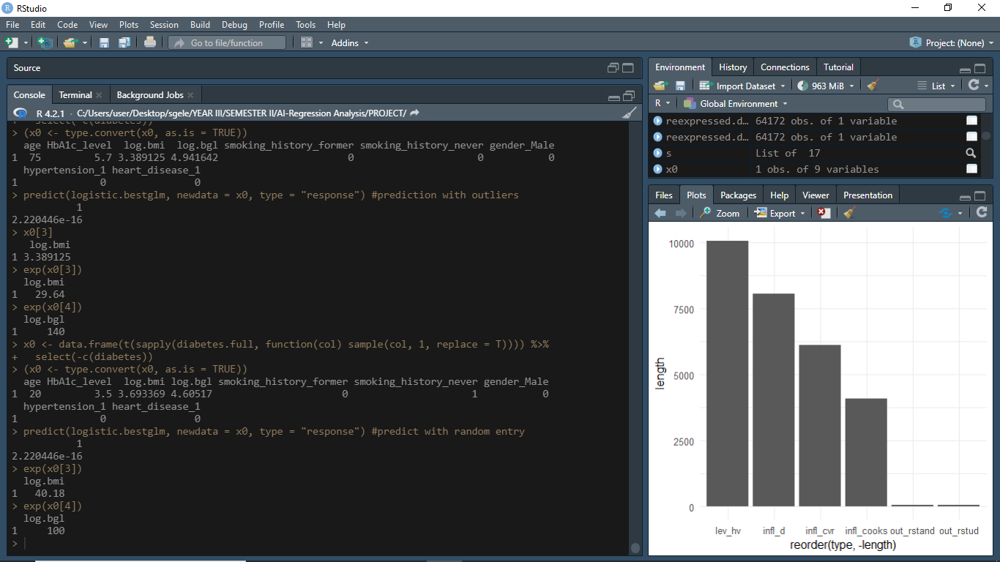 RStudio
File Edit Code View Plots Session Build Debug Profile Tools Help
Go to file/function Addins Project: (None)
Source
Console Terminal Background Jobs
R 4.2.1 · C:/Users/user/Desktop/sgele/YEAR III/SEMESTER II/AI-Regression Analysis/PROJECT/
+   select(-c(diabetes))
> (x0 <- type.convert(x0, as.is = TRUE))
  age HbA1c_level  log.bmi  log.bgl smoking_history_former smoking_history_never gender_Male
1  75         5.7 3.389125 4.941642                      0                     0           0
  hypertension_1 heart_disease_1
1              0               0
> predict(logistic.bestglm, newdata = x0, type = "response") #prediction with outliers
           1
2.220446e-16
> x0[3]
   log.bmi
1 3.389125
> exp(x0[3])
  log.bmi
1   29.64
> exp(x0[4])
  log.bgl
1     140
> x0 <- data.frame(t(sapply(diabetes.full, function(col) sample(col, 1, replace = T)))) %>%
+   select(-c(diabetes))
> (x0 <- type.convert(x0, as.is = TRUE))
  age HbA1c_level  log.bmi log.bgl smoking_history_former smoking_history_never gender_Male
1  20         3.5 3.693369 4.60517                      0                     1           0
  hypertension_1 heart_disease_1
1              0               0
> predict(logistic.bestglm, newdata = x0, type = "response") #predict with random entry
           1
2.220446e-16
> exp(x0[3])
  log.bmi
1   40.18
> exp(x0[4])
  log.bgl
1     100
>
Environment History Connections Tutorial
Import Dataset 963 MiB List
R Global Environment
reexpressed.d… 64172 obs. of 1 variable
reexpressed.d… 64172 obs. of 1 variable
s List of 17
x0 1 obs. of 9 variables
Files Plots Packages Help Viewer Presentation
Zoom Export
10000
7500
5000
2500
0
length
lev_hv infl_d infl_cvr infl_cooks out_rstand out_rstud
reorder(type, -length)